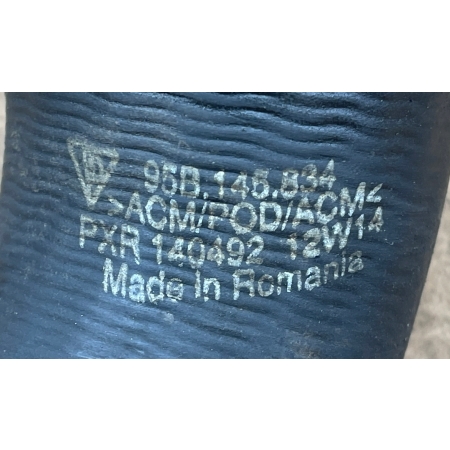 95B.145.834
>ACM/POD/ACM<
PXR 140492 12W14
Made in Romania